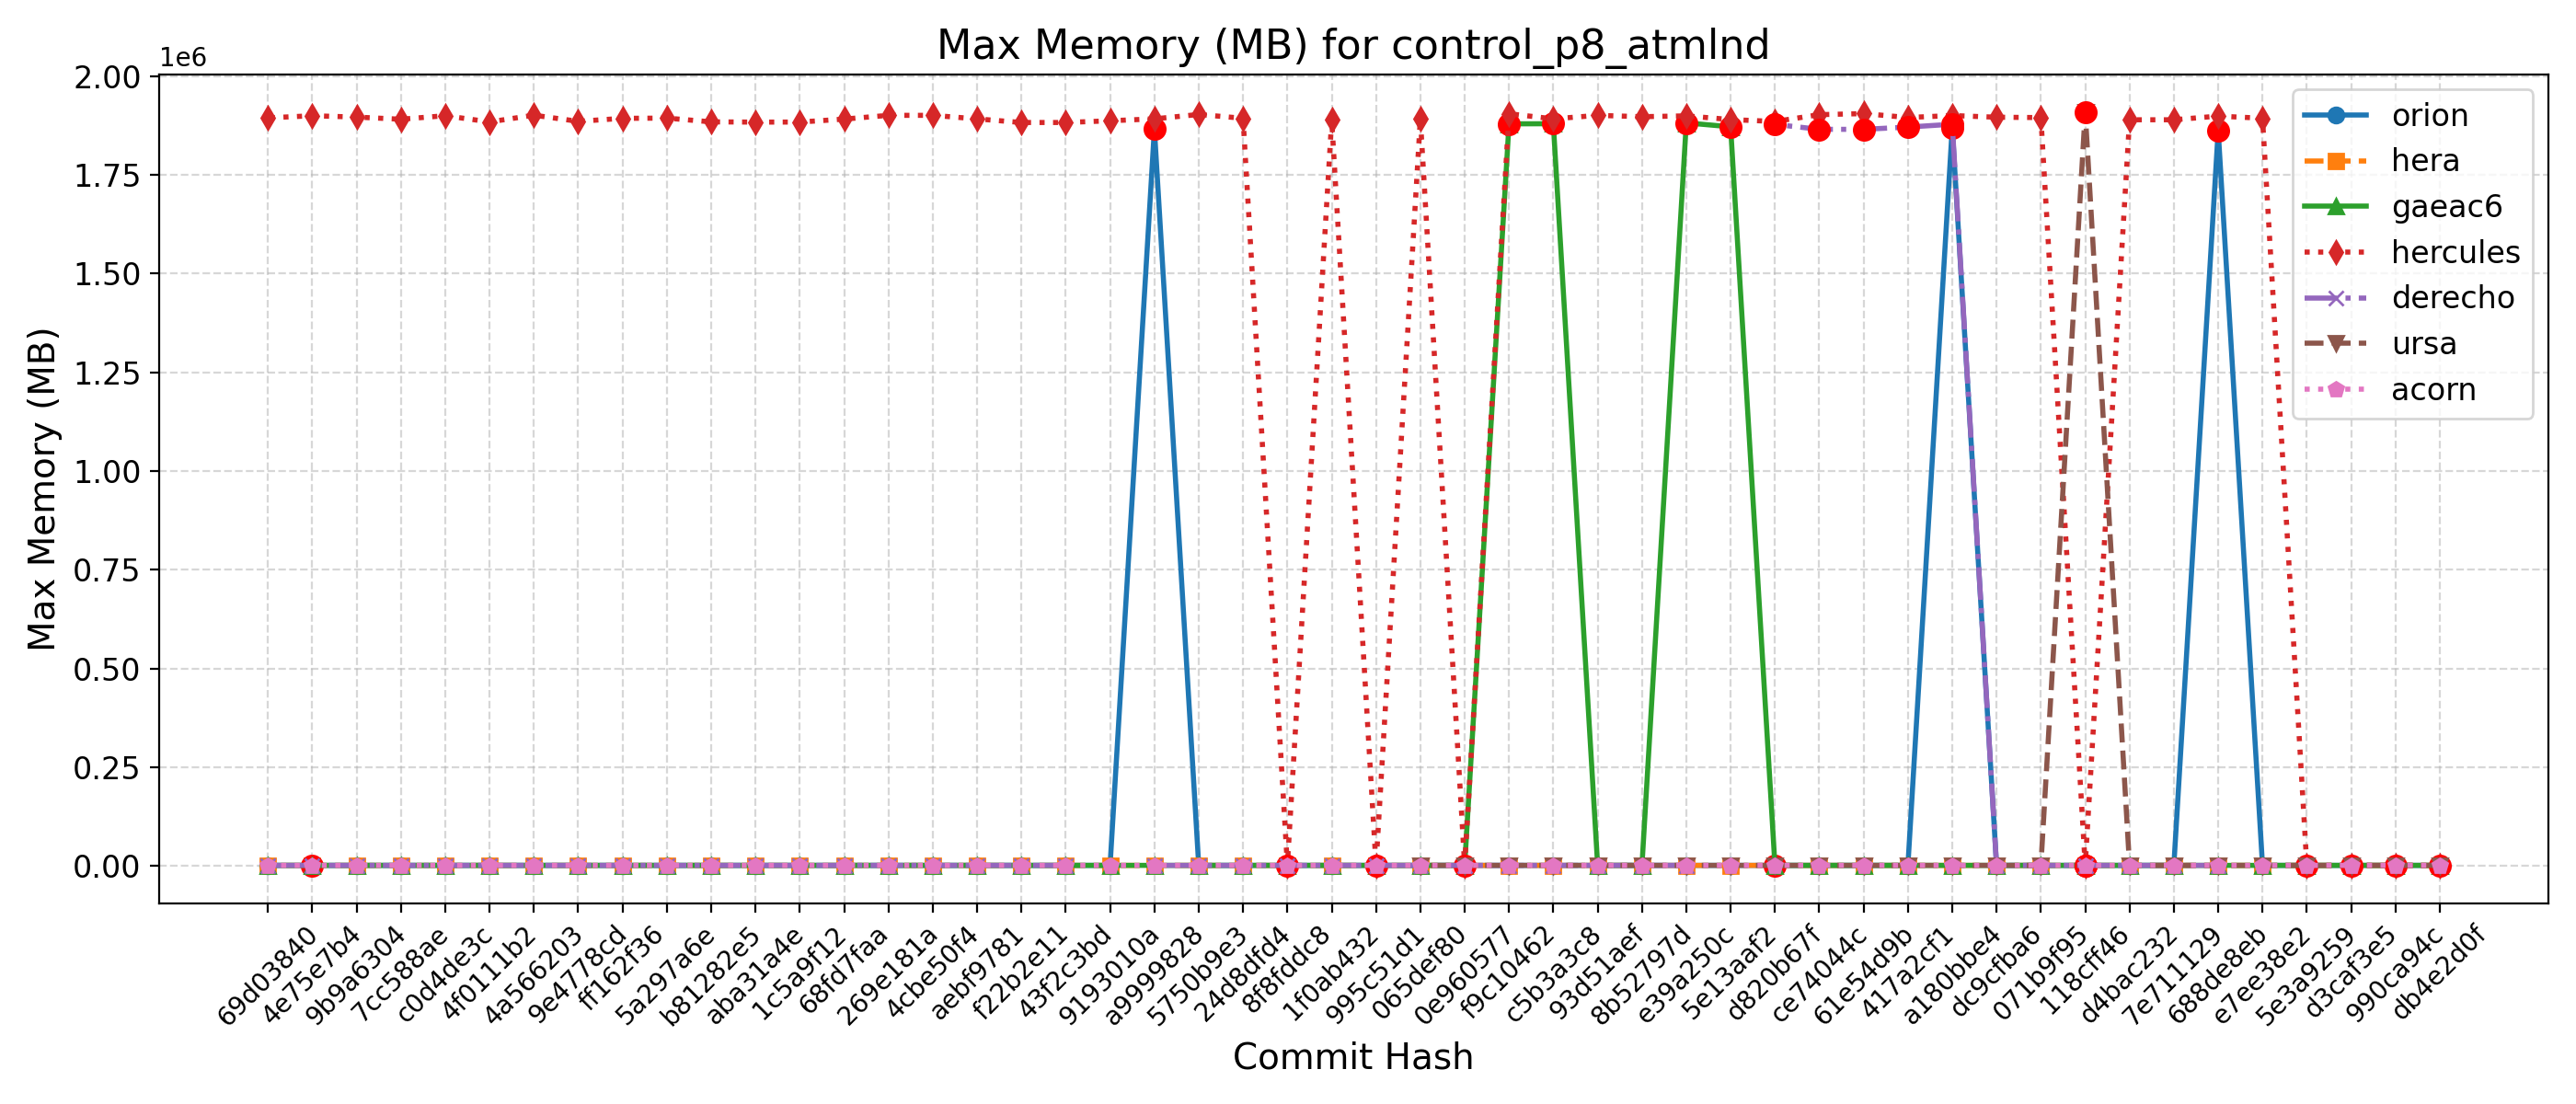 Max Memory (MB) for control_p8_atmlnd
1e6
2.00
1.75
1.50
1.25
1.00
0.75
0.50
0.25
0.00
Max Memory (MB)
orion
hera
gaeac6
hercules
derecho
ursa
acorn
69d03840
4e75e7b4
9b9a6304
7cc588ae
c0d4de3c
4f0111b2
4a566203
9e4778cd
ff162f36
5a297a6e
b81282e5
aba31a4e
1c5a9f12
68fd7faa
269e181a
4cbe50f4
aebf9781
f22b2e11
43f2c3bd
9193010a
a9999828
5750b9e3
24d8dfd4
8f8fddc8
1f0ab432
995c51d1
065def80
0e960577
f9c10462
c5b3a3c8
93d51aef
8b52797d
e39a250c
5e13aaf2
d820b67f
ce74044c
61e54d9b
417a2cf1
a180bbe4
dc9cfba6
071b9f95
118cff46
d4bac232
7e711129
688de8eb
e7ee38e2
5e3a9259
d3caf3e5
990ca94c
db4e2d0f
Commit Hash